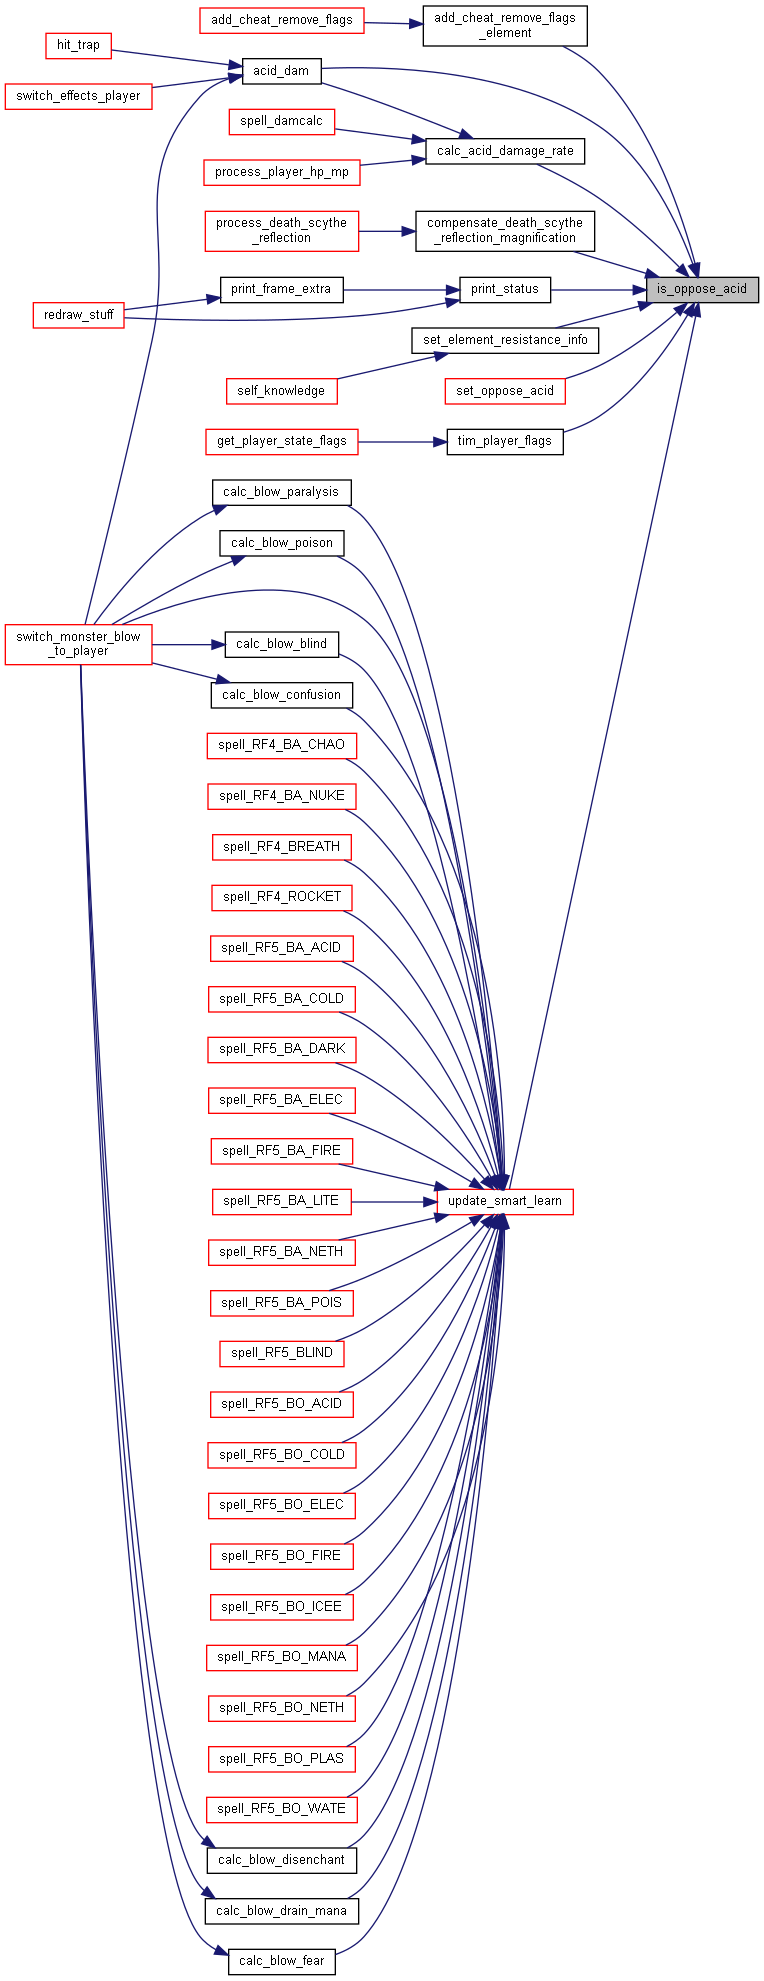 add_cheat_remove_flags
add_cheat_remove_flags
_element
hit_trap
acid_dam
switch_effects_player
spell_damcalc
calc_acid_damage_rate
process_player_hp_mp
process_death_scythe
_reflection
compensate_death_scythe
_reflection_magnification
print_frame_extra
print_status
is_oppose_acid
redraw_stuff
set_element_resistance_info
self_knowledge
set_oppose_acid
get_player_state_flags
tim_player_flags
calc_blow_paralysis
calc_blow_poison
switch_monster_blow
_to_player
calc_blow_blind
calc_blow_confusion
spell_RF4_BA_CHAO
spell_RF4_BA_NUKE
spell_RF4_BREATH
spell_RF4_ROCKET
spell_RF5_BA_ACID
spell_RF5_BA_COLD
spell_RF5_BA_DARK
spell_RF5_BA_ELEC
spell_RF5_BA_FIRE
update_smart_learn
spell_RF5_BA_LITE
spell_RF5_BA_NETH
spell_RF5_BA_POIS
spell_RF5_BLIND
spell_RF5_BO_ACID
spell_RF5_BO_COLD
spell_RF5_BO_ELEC
spell_RF5_BO_FIRE
spell_RF5_BO_ICEE
spell_RF5_BO_MANA
spell_RF5_BO_NETH
spell_RF5_BO_PLAS
spell_RF5_BO_WATE
calc_blow_disenchant
calc_blow_drain_mana
calc_blow_fear